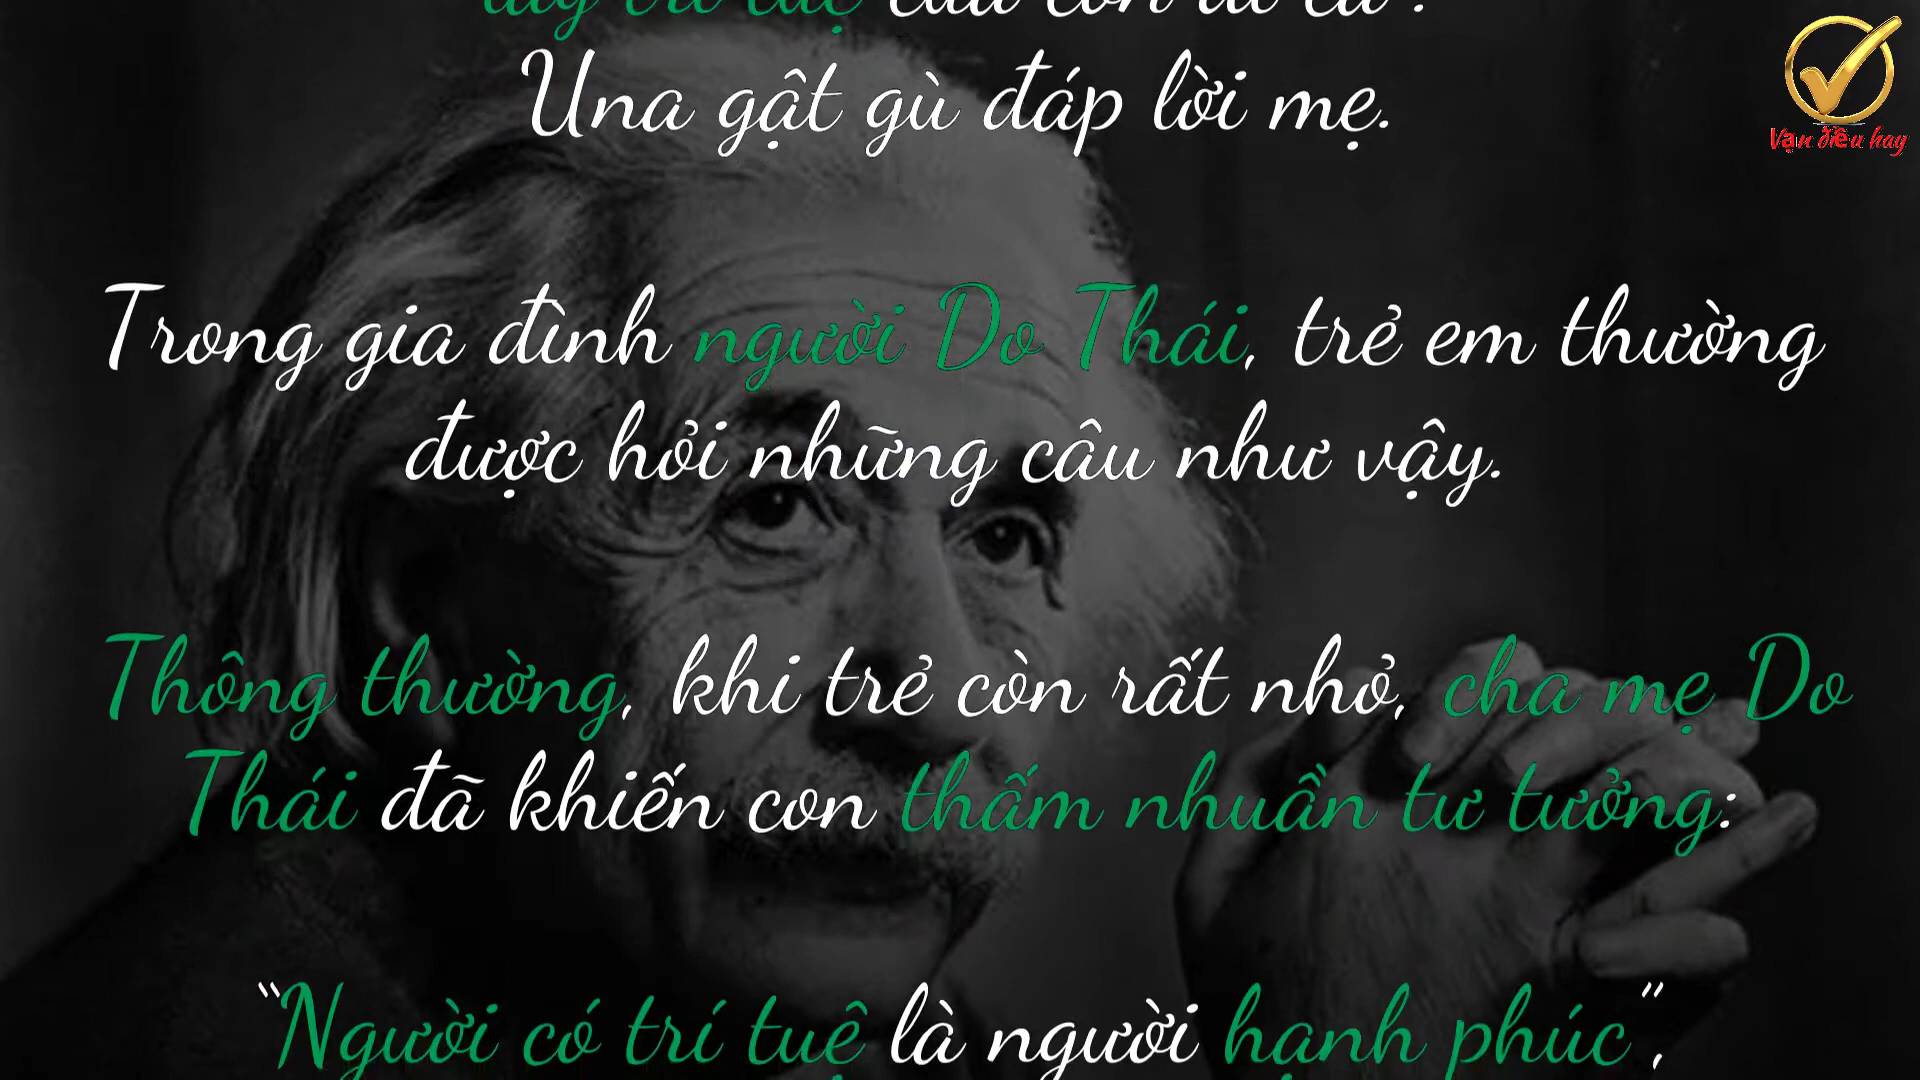 Una gật gù đáp lời mẹ.
Vạn điều hay
Trong gia đình người Do Thái, trẻ em thường
được hỏi những câu như vậy.
Thông thường, khi trẻ còn rất nhỏ, cha mẹ Do
Thái đã khiến con thấm nhuần tư tưởng:
“Người có trí tuệ là người hạnh phúc”,